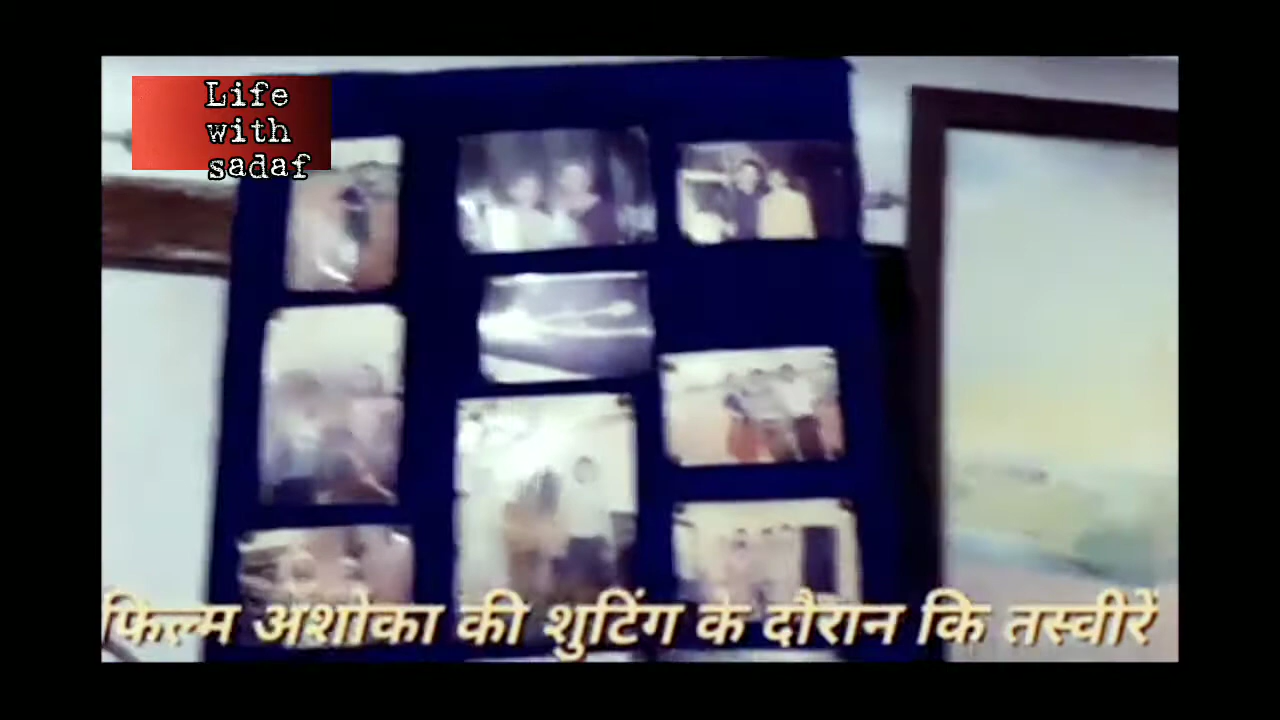 Life
with
sadaf
फिल्म अशोका की शुटिंग के दौरान कि तस्वीरें